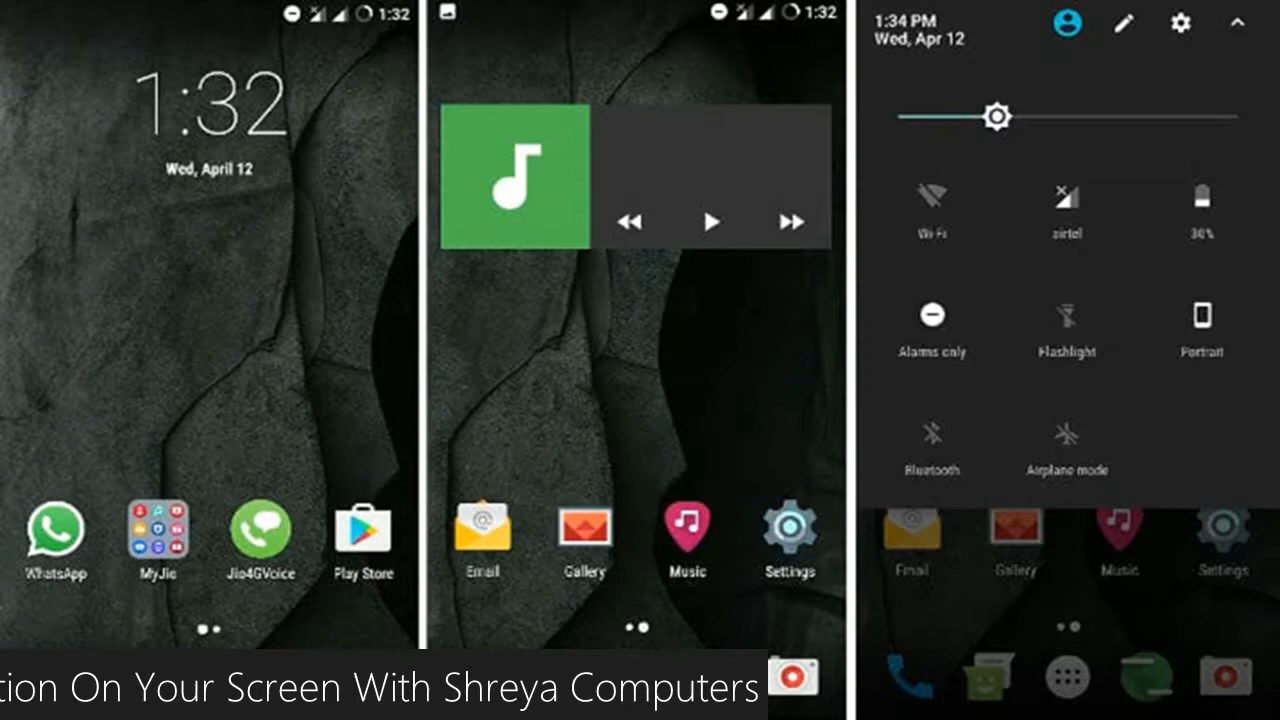 1:32
1:32
Wed, April 12
WhatsApp
MyJio
Jio4GVoice
Play Store
1:32
Email
Gallery
Music
Settings
1:34 PM
Wed, Apr 12
Wi-Fi
airtel
30%
Alarms only
Flashlight
Portrait
Bluetooth
Airplane mode
Email
Gallery
Music
Settings
tion On Your Screen With Shreya Computers